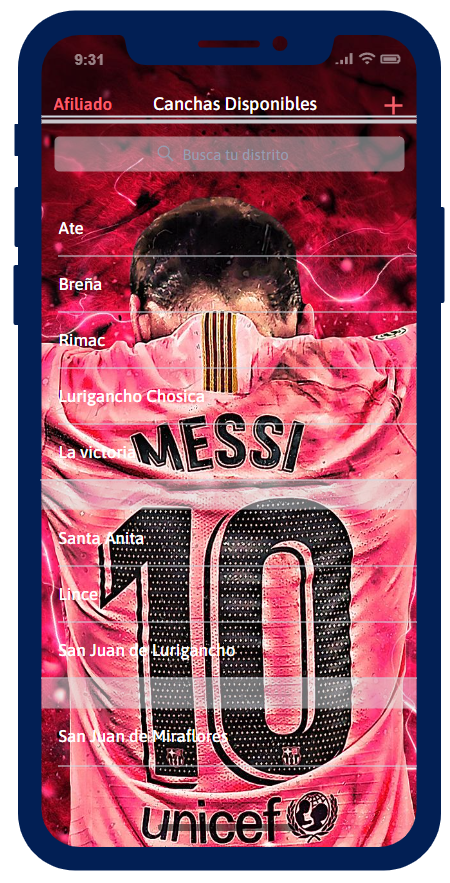 9:31
Afiliado Canchas Disponibles +
Busca tu distrito
Ate
Breña
Rimac
Lurigancho Chosica
La victoria
MESSI
Santa Anita
10
Lince
San Juan de Lurigancho
San Juan de Miraflores
unicef